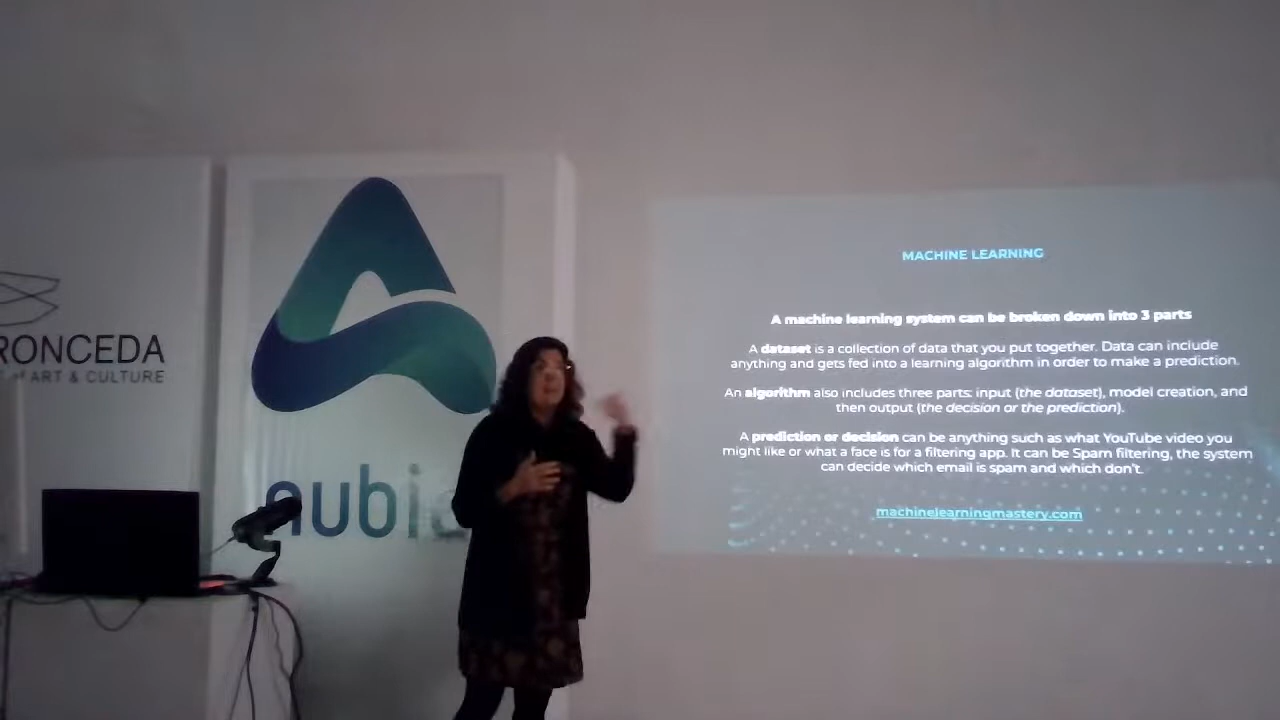 RONCEDA
ART & CULTURE
nubi
MACHINE LEARNING
A machine learning system can be broken down into 3 parts
A dataset is a collection of data that you put together. Data can include
anything and gets fed into a learning algorithm in order to make a prediction.
An algorithm also includes three parts: input (the dataset), model creation, and
then output (the decision or the prediction).
A prediction or decision can be anything such as what YouTube video you
might like or what a face is for a filtering app. It can be Spam filtering, the system
can decide which email is spam and which don't.
machinelearningmastery.com